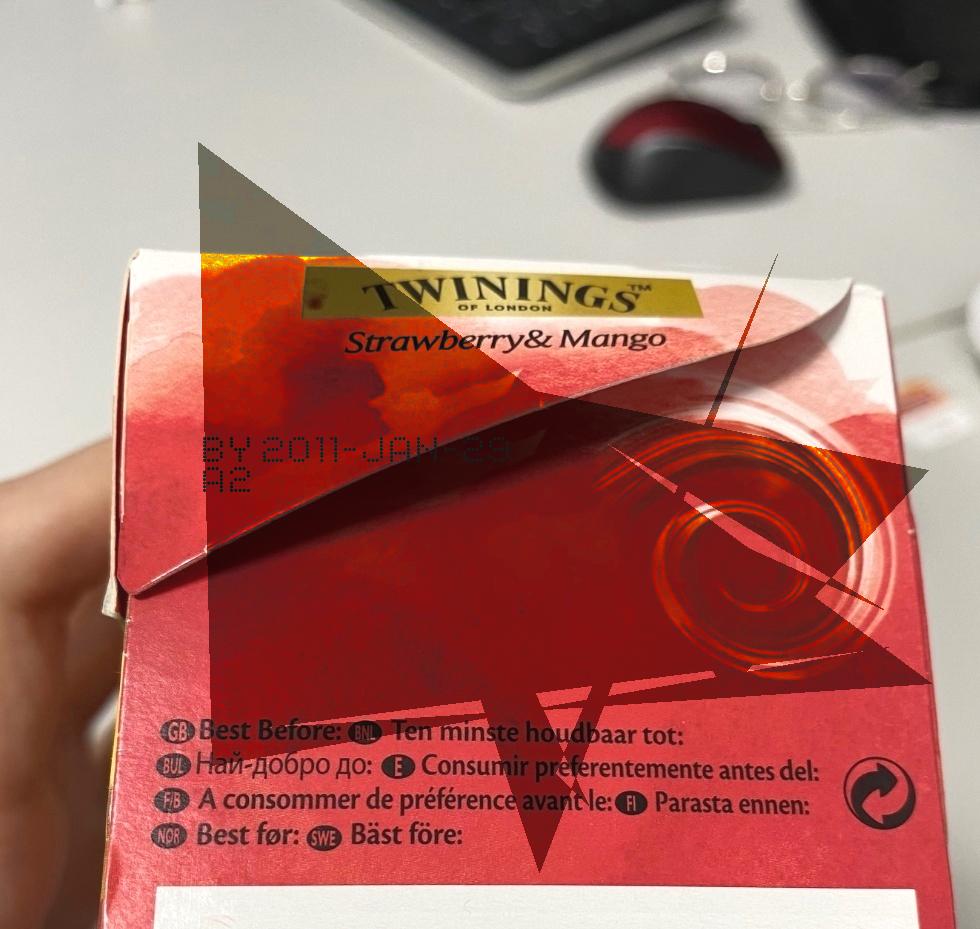 TWININGS™
OF LONDON
Strawberry & Mango
BY 2011-JAN-29
A2
GB Best Before: BNL Ten minste houdbaar tot:
BUL Най-добро до: E Consumir préferentemente antes del:
F/B A consommer de préférence avant le: FI Parasta ennen:
NOR Best før: SWE Bäst före: